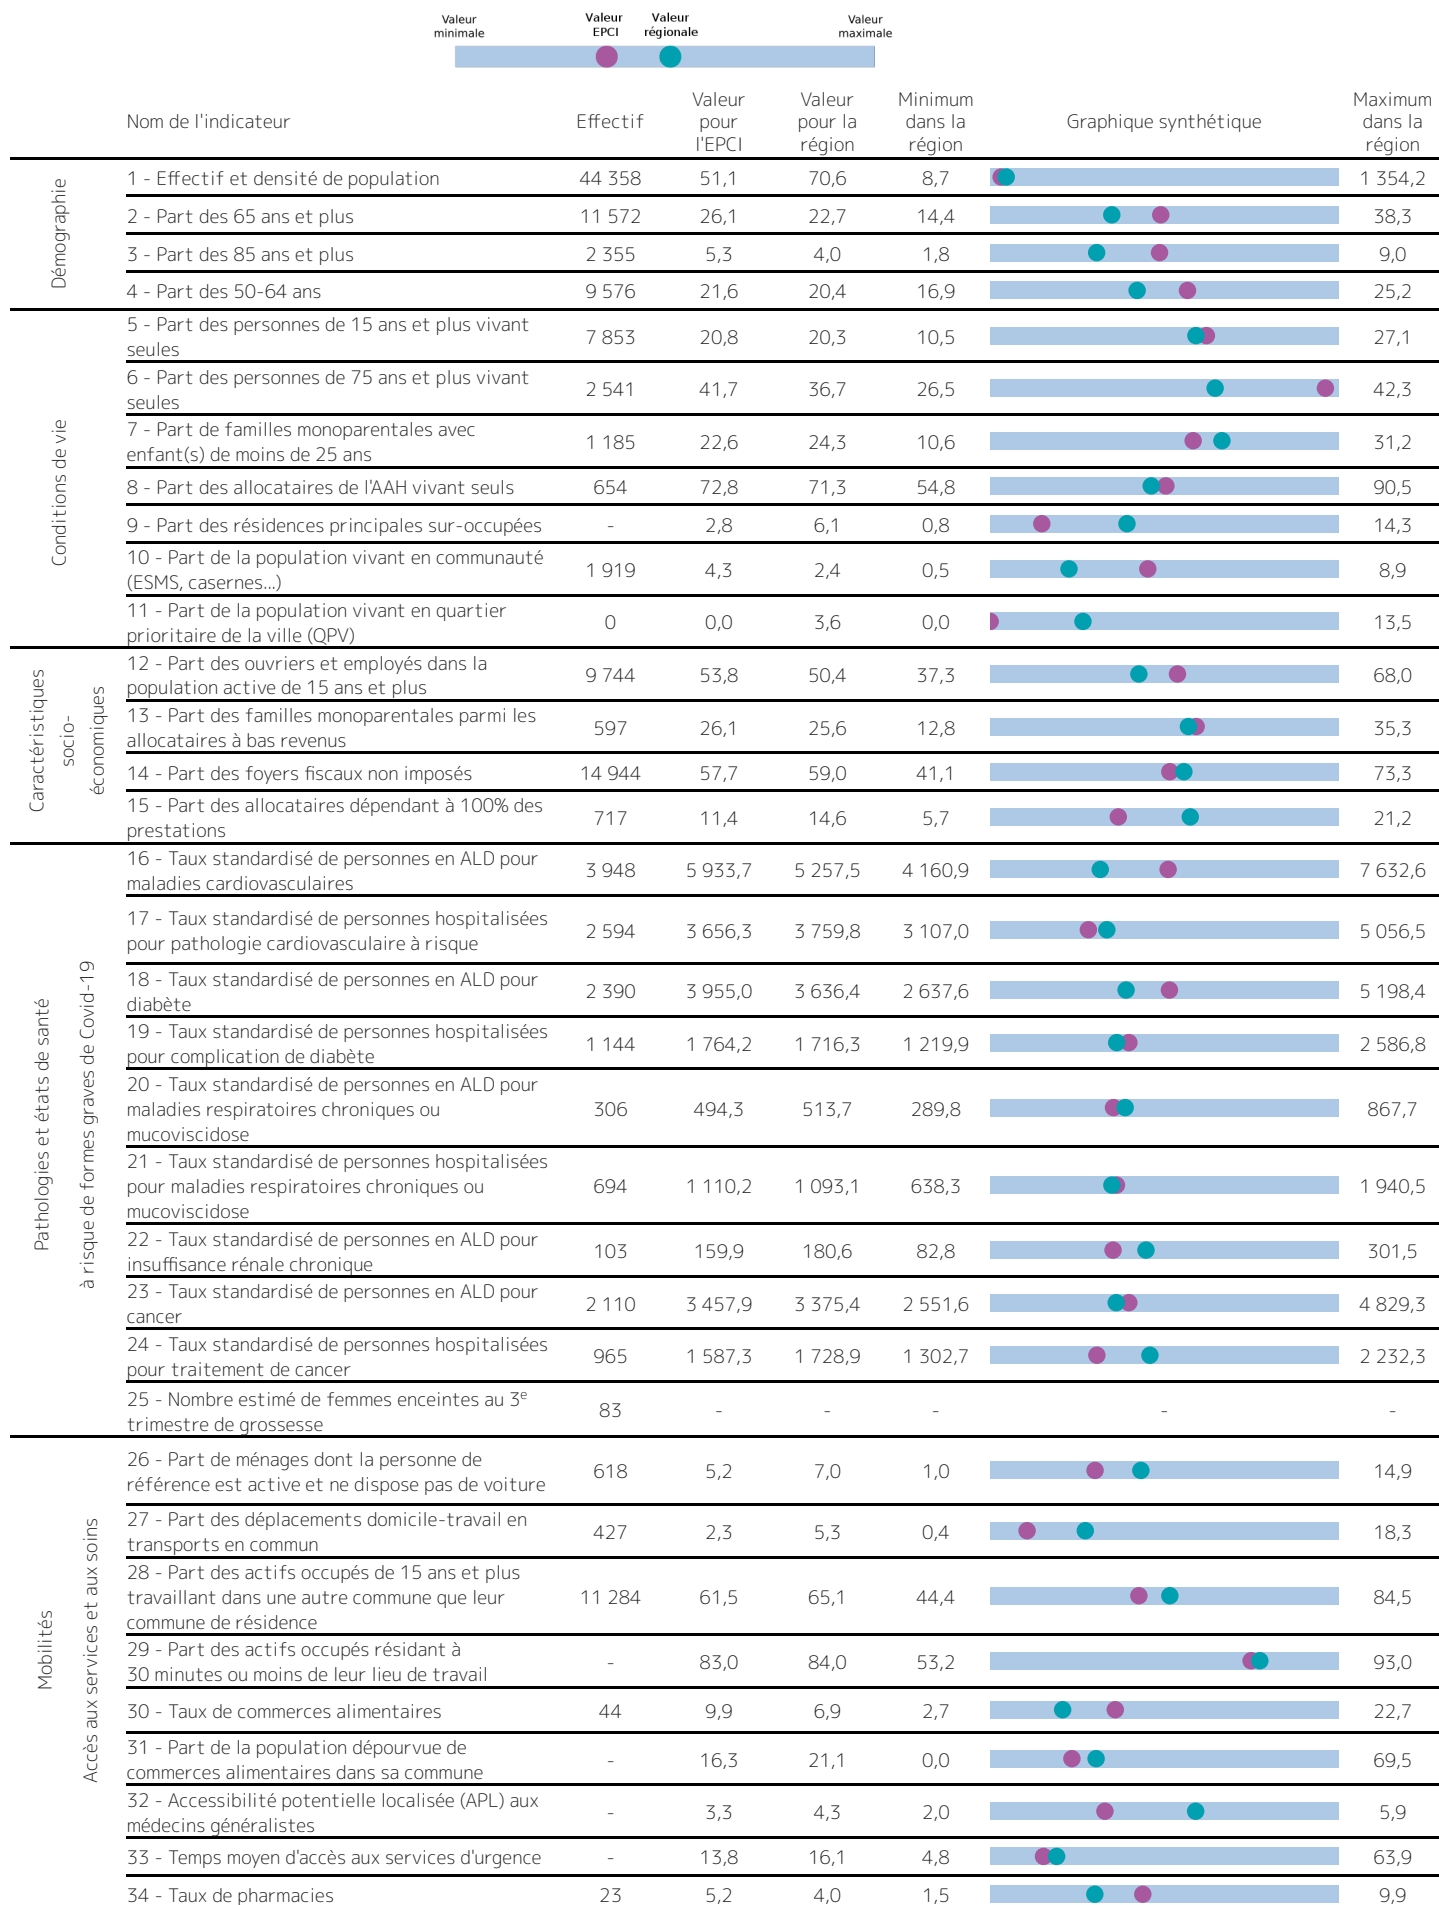 Valeur minimale
Valeur EPCI
Valeur régionale
Valeur maximale
Nom de l'indicateur
Effectif
Valeur pour l'EPCI
Valeur pour la région
Minimum dans la région
Graphique synthétique
Maximum dans la région
Démographie
1 - Effectif et densité de population 44 358 51,1 70,6 8,7 1 354,2
2 - Part des 65 ans et plus 11 572 26,1 22,7 14,4 38,3
3 - Part des 85 ans et plus 2 355 5,3 4,0 1,8 9,0
4 - Part des 50-64 ans 9 576 21,6 20,4 16,9 25,2
Conditions de vie
5 - Part des personnes de 15 ans et plus vivant
seules 7 853 20,8 20,3 10,5 27,1
6 - Part des personnes de 75 ans et plus vivant
seules 2 541 41,7 36,7 26,5 42,3
7 - Part de familles monoparentales avec
enfant(s) de moins de 25 ans 1 185 22,6 24,3 10,6 31,2
8 - Part des allocataires de l'AAH vivant seuls 654 72,8 71,3 54,8 90,5
9 - Part des résidences principales sur-occupées - 2,8 6,1 0,8 14,3
10 - Part de la population vivant en communauté
(ESMS, casernes...) 1 919 4,3 2,4 0,5 8,9
11 - Part de la population vivant en quartier
prioritaire de la ville (QPV) 0 0,0 3,6 0,0 13,5
Caractéristiques
socio-
économiques
12 - Part des ouvriers et employés dans la
population active de 15 ans et plus 9 744 53,8 50,4 37,3 68,0
13 - Part des familles monoparentales parmi les
allocataires à bas revenus 597 26,1 25,6 12,8 35,3
14 - Part des foyers fiscaux non imposés 14 944 57,7 59,0 41,1 73,3
15 - Part des allocataires dépendant à 100% des
prestations 717 11,4 14,6 5,7 21,2
Pathologies et états de santé
à risque de formes graves de Covid-19
16 - Taux standardisé de personnes en ALD pour
maladies cardiovasculaires 3 948 5 933,7 5 257,5 4 160,9 7 632,6
17 - Taux standardisé de personnes hospitalisées
pour pathologie cardiovasculaire à risque 2 594 3 656,3 3 759,8 3 107,0 5 056,5
18 - Taux standardisé de personnes en ALD pour
diabète 2 390 3 955,0 3 636,4 2 637,6 5 198,4
19 - Taux standardisé de personnes hospitalisées
pour complication de diabète 1 144 1 764,2 1 716,3 1 219,9 2 586,8
20 - Taux standardisé de personnes en ALD pour
maladies respiratoires chroniques ou 306 494,3 513,7 289,8 867,7
mucoviscidose
21 - Taux standardisé de personnes hospitalisées
pour maladies respiratoires chroniques ou 694 1 110,2 1 093,1 638,3 1 940,5
mucoviscidose
22 - Taux standardisé de personnes en ALD pour
insuffisance rénale chronique 103 159,9 180,6 82,8 301,5
23 - Taux standardisé de personnes en ALD pour
cancer 2 110 3 457,9 3 375,4 2 551,6 4 829,3
24 - Taux standardisé de personnes hospitalisées
pour traitement de cancer 965 1 587,3 1 728,9 1 302,7 2 232,3
25 - Nombre estimé de femmes enceintes au 3e
trimestre de grossesse 83 - - - - -
Mobilités
Accès aux services et aux soins
26 - Part de ménages dont la personne de
référence est active et ne dispose pas de voiture 618 5,2 7,0 1,0 14,9
27 - Part des déplacements domicile-travail en
transports en commun 427 2,3 5,3 0,4 18,3
28 - Part des actifs occupés de 15 ans et plus
travaillant dans une autre commune que leur 11 284 61,5 65,1 44,4 84,5
commune de résidence
29 - Part des actifs occupés résidant à
30 minutes ou moins de leur lieu de travail - 83,0 84,0 53,2 93,0
30 - Taux de commerces alimentaires 44 9,9 6,9 2,7 22,7
31 - Part de la population dépourvue de
commerces alimentaires dans sa commune - 16,3 21,1 0,0 69,5
32 - Accessibilité potentielle localisée (APL) aux
médecins généralistes - 3,3 4,3 2,0 5,9
33 - Temps moyen d'accès aux services d'urgence - 13,8 16,1 4,8 63,9
34 - Taux de pharmacies 23 5,2 4,0 1,5 9,9